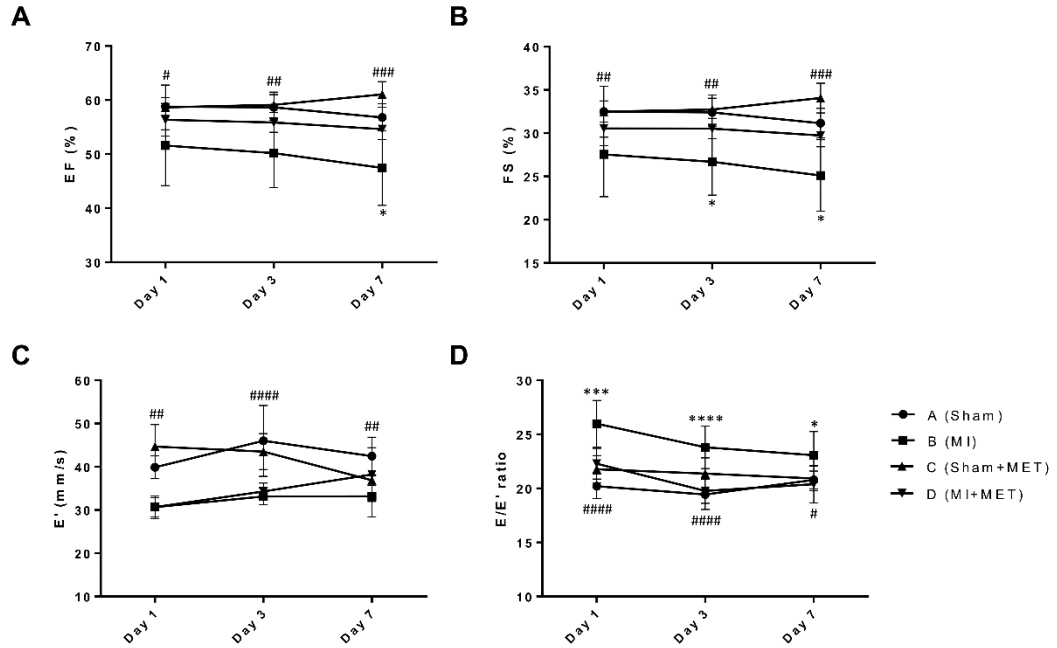 A
EF (%)
70
60
50
40
30
#
##
###
*
Day 1
Day 3
Day 7
B
FS (%)
40
35
30
25
20
15
##
##
###
*
*
Day 1
Day 3
Day 7
C
E' (mm/s)
60
50
40
30
20
10
##
####
##
Day 1
Day 3
Day 7
D
E/E' ratio
30
25
20
15
10
***
****
*
####
####
#
Day 1
Day 3
Day 7
A (Sham)
B (MI)
C (Sham+MET)
D (MI+MET)